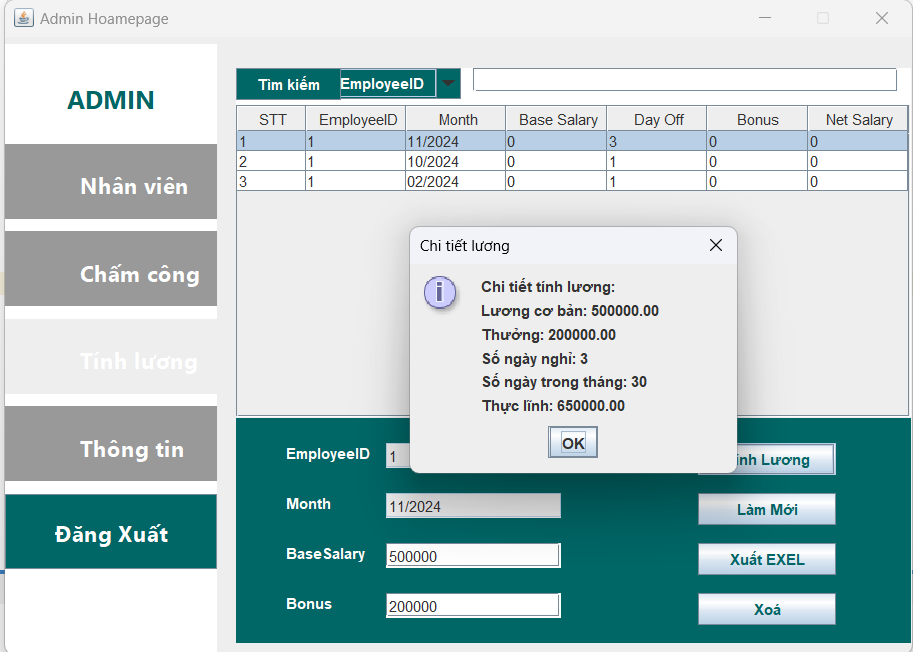 Admin Hoamepage
ADMIN
Nhân viên
Chấm công
Tính lương
Thông tin
Đăng Xuất
Tìm kiếm EmployeeID
STT EmployeeID Month Base Salary Day Off Bonus Net Salary
1 1 11/2024 0 3 0 0
2 1 10/2024 0 1 0 0
3 1 02/2024 0 1 0 0
Chi tiết lương
Chi tiết tính lương:
Lương cơ bản: 500000.00
Thưởng: 200000.00
Số ngày nghỉ: 3
Số ngày trong tháng: 30
Thực lĩnh: 650000.00
OK
EmployeeID 1
Month 11/2024
BaseSalary 500000
Bonus 200000
ính Lương
Làm Mới
Xuất EXEL
Xoá